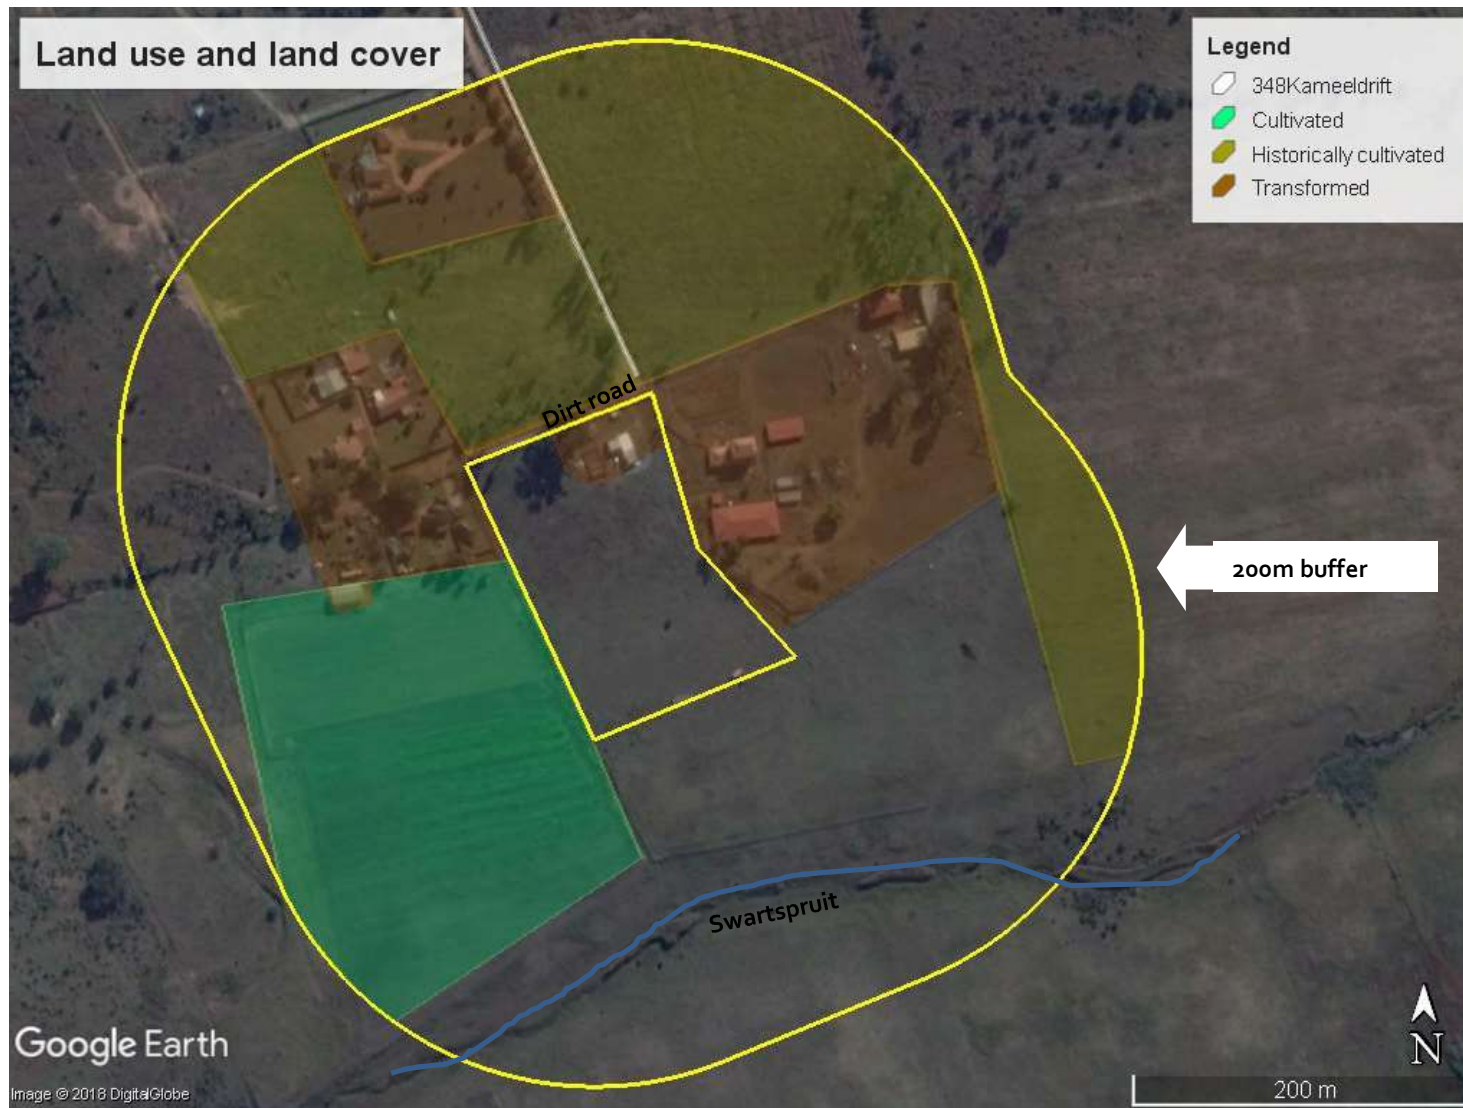 Land use and land cover
Legend
348Kameeldrift
Cultivated
Historically cultivated
Transformed
Dirt road
200m buffer
Swartspruit
Google Earth
Image © 2018 DigitalGlobe
N
200 m